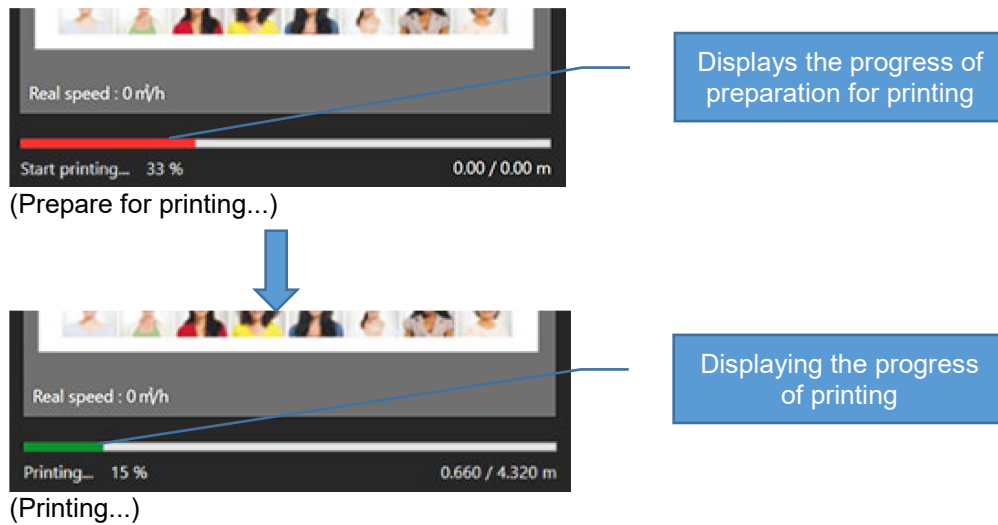 Real speed : 0 ㎡/h
Displays the progress of
preparation for printing
Start printing... 33 %
0.00 / 0.00 m
(Prepare for printing...)
Real speed : 0 ㎡/h
Displaying the progress
of printing
Printing... 15 %
0.660 / 4.320 m
(Printing...)